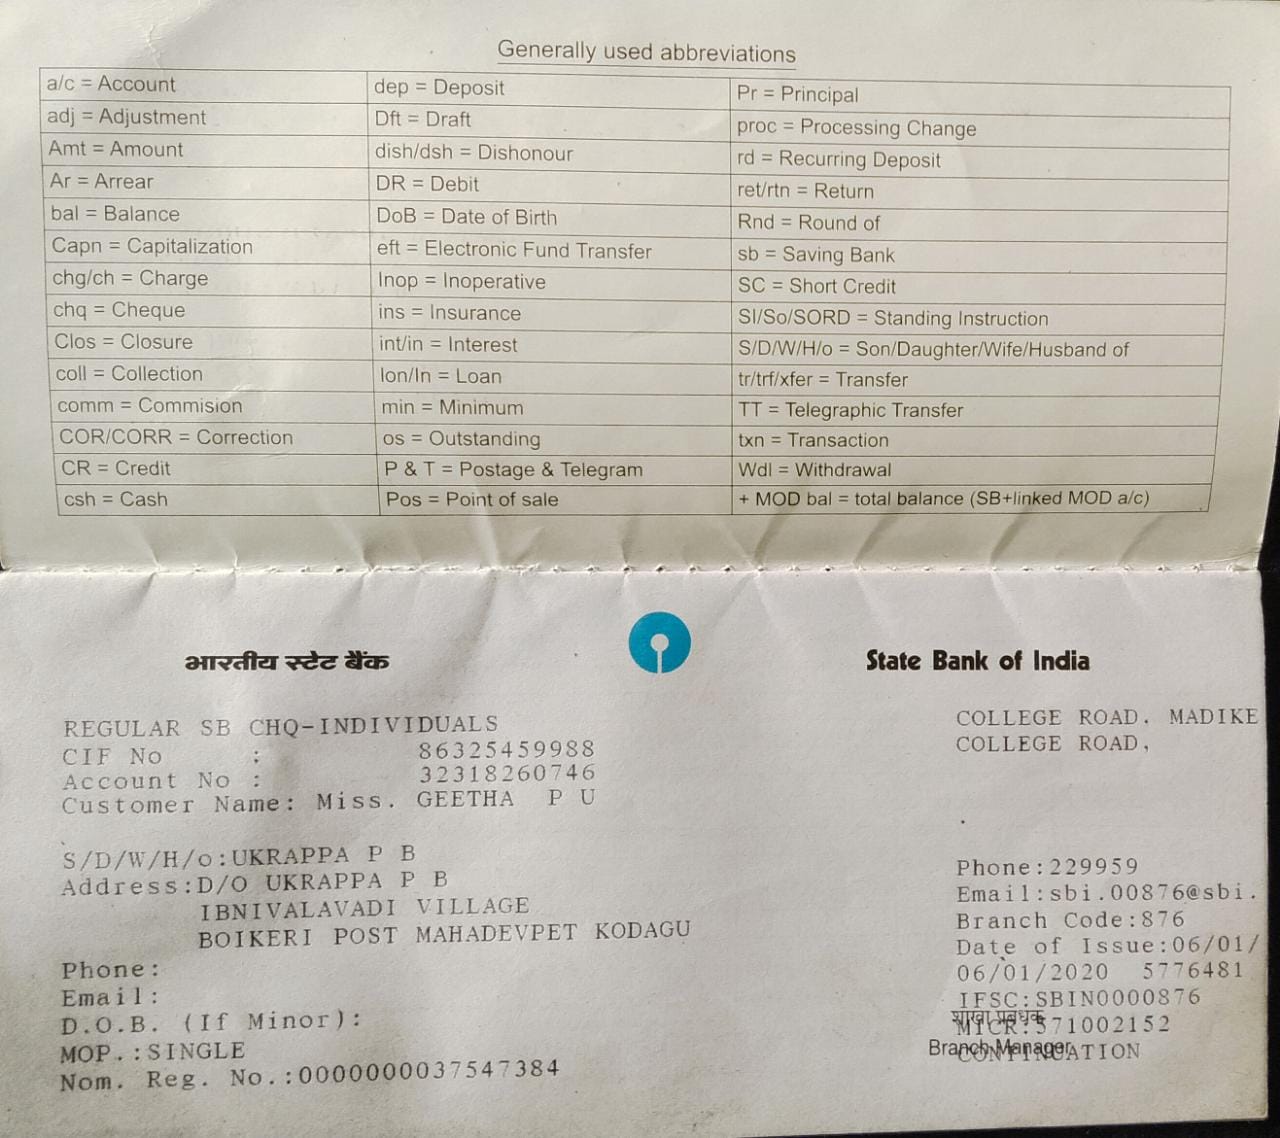 Generally used abbreviations
a/c = Account
dep = Deposit
Pr = Principal
adj = Adjustment
Dft = Draft
proc = Processing Change
Amt = Amount
dish/dsh = Dishonour
rd = Recurring Deposit
Ar = Arrear
DR = Debit
ret/rtn = Return
bal = Balance
DoB = Date of Birth
Rnd = Round of
Capn = Capitalization
eft = Electronic Fund Transfer
sb = Saving Bank
chg/ch = Charge
Inop = Inoperative
SC = Short Credit
chq = Cheque
ins = Insurance
SI/So/SORD = Standing Instruction
Clos = Closure
int/in = Interest
S/D/W/H/o = Son/Daughter/Wife/Husband of
coll = Collection
lon/ln = Loan
tr/trf/xfer = Transfer
comm = Commision
min = Minimum
TT = Telegraphic Transfer
COR/CORR = Correction
os = Outstanding
txn = Transaction
CR = Credit
P & T = Postage & Telegram
Wdl = Withdrawal
csh = Cash
Pos = Point of sale
+ MOD bal = total balance (SB+linked MOD a/c)
भारतीय स्टेट बैंक
State Bank of India
REGULAR SB CHQ-INDIVIDUALS
CIF No : 86325459988
Account No : 32318260746
Customer Name: Miss. GEETHA P U
S/D/W/H/o:UKRAPPA P B
Address:D/O UKRAPPA P B
IBNIVALAVADI VILLAGE
BOIKERI POST MAHADEVPET KODAGU
Phone:
Email:
D.O.B. (If Minor):
MOP.:SINGLE
Nom. Reg. No.:0000000037547384
COLLEGE ROAD. MADIKE
COLLEGE ROAD,
Phone:229959
Email:sbi.00876@sbi.
Branch Code:876
Date of Issue:06/01/
06/01/2020 5776481
IFSC:SBIN0000876
शाखा प्रबंधक
MICR:571002152
Branch Manager
CONTINUATION